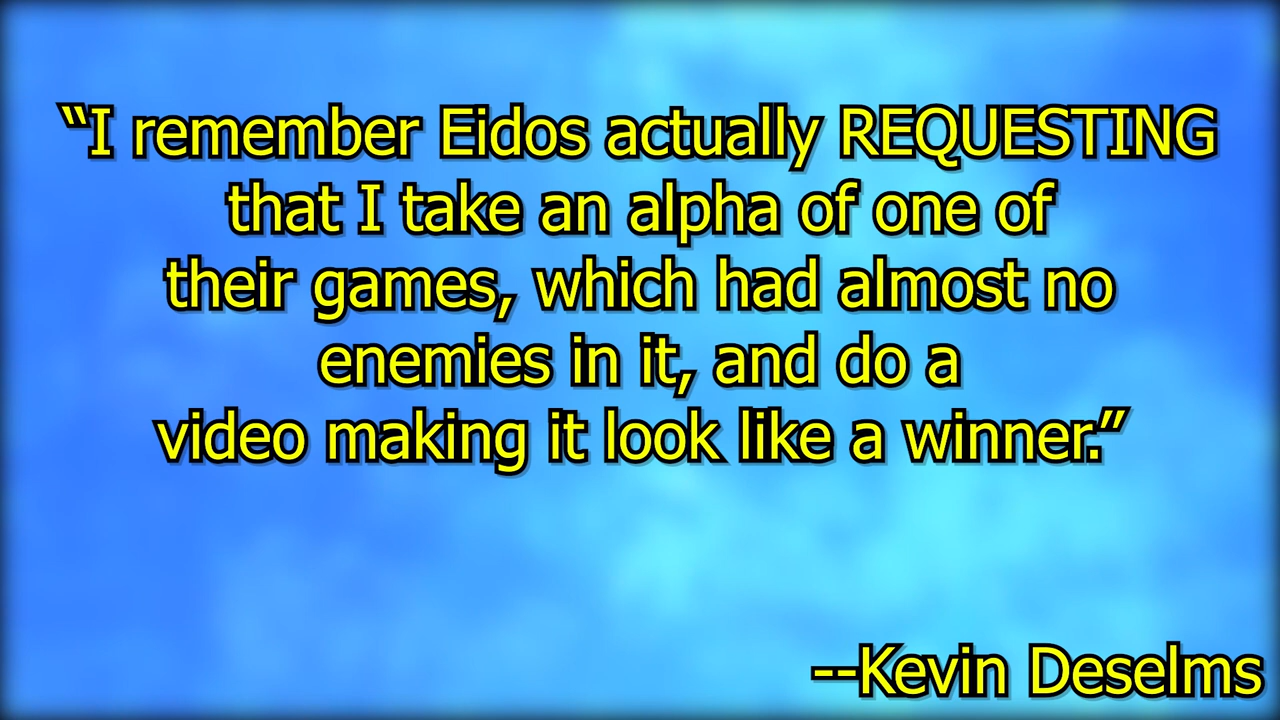 “I remember Eidos actually REQUESTING
that I take an alpha of one of
their games, which had almost no
enemies in it, and do a
video making it look like a winner.”
--Kevin Deselms